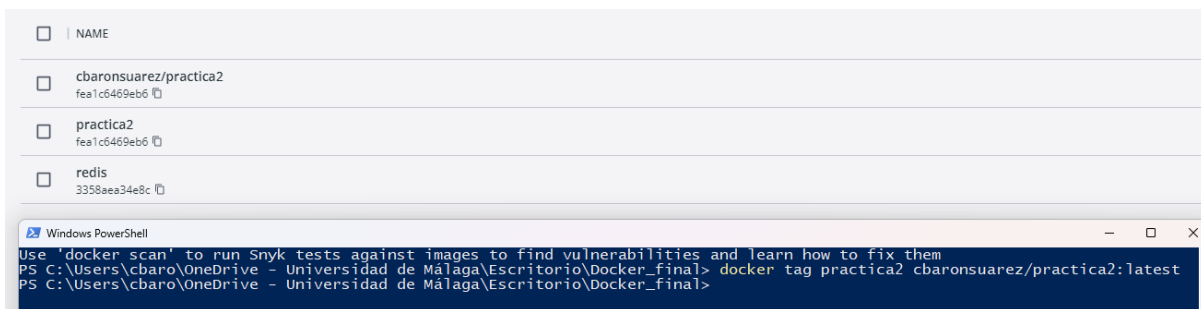 NAME
cbaronsuarez/practica2
fea1c6469eb6
practica2
fea1c6469eb6
redis
3358aea34e8c
Windows PowerShell
Use 'docker scan' to run Snyk tests against images to find vulnerabilities and learn how to fix them
PS C:\Users\cbaro\OneDrive - Universidad de Málaga\Escritorio\Docker_final> docker tag practica2 cbaronsuarez/practica2:latest
PS C:\Users\cbaro\OneDrive - Universidad de Málaga\Escritorio\Docker_final>